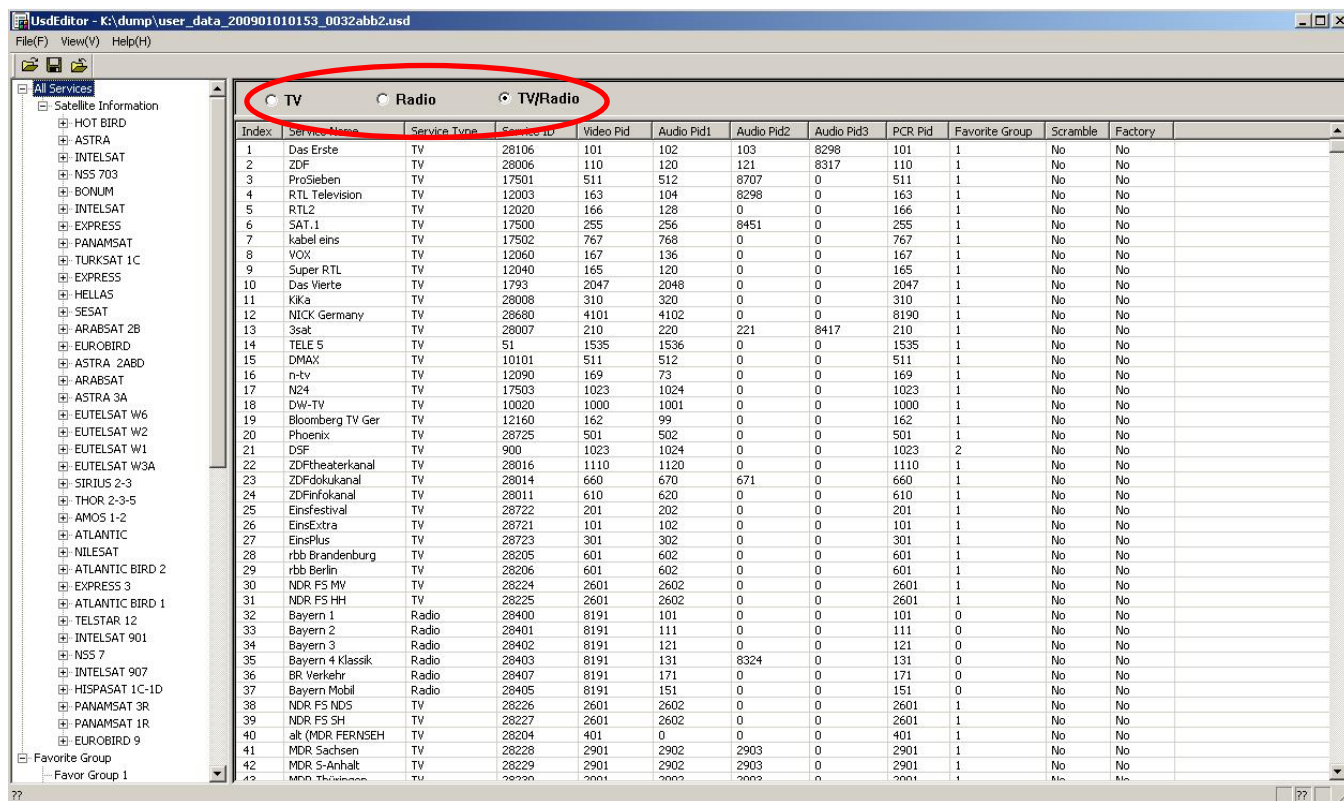 UsdEditor - K:\dump\user_data_200901010153_0032abb2.usd
File(F) View(V) Help(H)
All Services
Satellite Information
HOT BIRD
ASTRA
INTELSAT
NSS 703
BONUM
INTELSAT
EXPRESS
PANAMSAT
TURKSAT 1C
EXPRESS
HELLAS
SESAT
ARABSAT 2B
EUROBIRD
ASTRA 2ABD
ARABSAT
ASTRA 3A
EUTELSAT W6
EUTELSAT W2
EUTELSAT W1
EUTELSAT W3A
SIRIUS 2-3
THOR 2-3-5
AMOS 1-2
ATLANTIC
NILESAT
ATLANTIC BIRD 2
EXPRESS 3
ATLANTIC BIRD 1
TELSTAR 12
INTELSAT 901
NSS 7
INTELSAT 907
HISPASAT 1C-1D
PANAMSAT 3R
PANAMSAT 1R
EUROBIRD 9
Favorite Group
Favor Group 1
TV Radio TV/Radio
Index Service Name Service Type Service ID Video Pid Audio Pid1 Audio Pid2 Audio Pid3 PCR Pid Favorite Group Scramble Factory
1 Das Erste TV 28106 101 102 103 8298 101 1 No No
2 ZDF TV 28006 110 120 121 8317 110 1 No No
3 ProSieben TV 17501 511 512 8707 0 511 1 No No
4 RTL Television TV 12003 163 104 8298 0 163 1 No No
5 RTL2 TV 12020 166 128 0 0 166 1 No No
6 SAT.1 TV 17500 255 256 8451 0 255 1 No No
7 kabel eins TV 17502 767 768 0 0 767 1 No No
8 VOX TV 12060 167 136 0 0 167 1 No No
9 Super RTL TV 12040 165 120 0 0 165 1 No No
10 Das Vierte TV 1793 2047 2048 0 0 2047 1 No No
11 KiKa TV 28008 310 320 0 0 310 1 No No
12 NICK Germany TV 28680 4101 4102 0 0 8190 1 No No
13 3sat TV 28007 210 220 221 8417 210 1 No No
14 TELE 5 TV 51 1535 1536 0 0 1535 1 No No
15 DMAX TV 10101 511 512 0 0 511 1 No No
16 n-tv TV 12090 169 73 0 0 169 1 No No
17 N24 TV 17503 1023 1024 0 0 1023 1 No No
18 DW-TV TV 10020 1000 1001 0 0 1000 1 No No
19 Bloomberg TV Ger TV 12160 162 99 0 0 162 1 No No
20 Phoenix TV 28725 501 502 0 0 501 1 No No
21 DSF TV 900 1023 1024 0 0 1023 2 No No
22 ZDFtheaterkanal TV 28016 1110 1120 0 0 1110 1 No No
23 ZDFdokukanal TV 28014 660 670 671 0 660 1 No No
24 ZDFinfokanal TV 28011 610 620 0 0 610 1 No No
25 Einsfestival TV 28722 201 202 0 0 201 1 No No
26 EinsExtra TV 28721 101 102 0 0 101 1 No No
27 EinsPlus TV 28723 301 302 0 0 301 1 No No
28 rbb Brandenburg TV 28205 601 602 0 0 601 1 No No
29 rbb Berlin TV 28206 601 602 0 0 601 1 No No
30 NDR FS MV TV 28224 2601 2602 0 0 2601 1 No No
31 NDR FS HH TV 28225 2601 2602 0 0 2601 1 No No
32 Bayern 1 Radio 28400 8191 101 0 0 101 0 No No
33 Bayern 2 Radio 28401 8191 111 0 0 111 0 No No
34 Bayern 3 Radio 28402 8191 121 0 0 121 0 No No
35 Bayern 4 Klassik Radio 28403 8191 131 8324 0 131 0 No No
36 BR Verkehr Radio 28407 8191 171 0 0 171 0 No No
37 Bayern Mobil Radio 28405 8191 151 0 0 151 0 No No
38 NDR FS NDS TV 28226 2601 2602 0 0 2601 1 No No
39 NDR FS SH TV 28227 2601 2602 0 0 2601 1 No No
40 alt (MDR FERNSEH TV 28204 401 0 0 0 401 1 No No
41 MDR Sachsen TV 28228 2901 2902 2903 0 2901 1 No No
42 MDR S-Anhalt TV 28229 2901 2902 2903 0 2901 1 No No
43 MDR Thüringen TV 28230 2901 2902 2903 0 2901 1 No No
?? ??